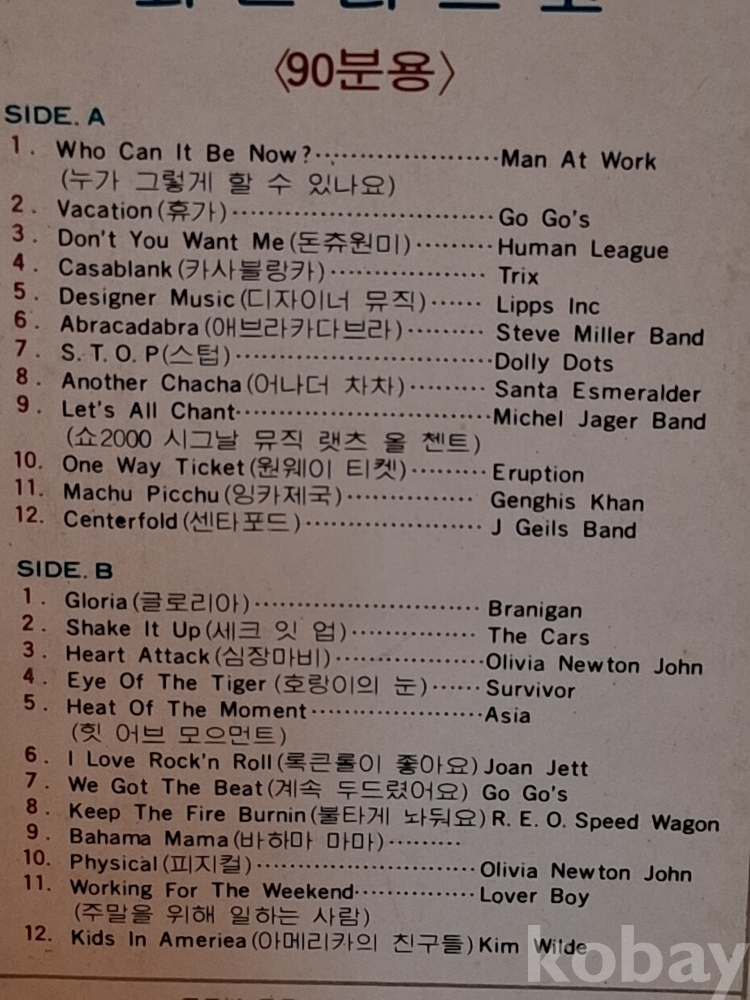 <90분용>
SIDE. A
1. Who Can It Be Now?····················Man At Work
(누가 그렇게 할 수 있나요)
2. Vacation(휴가)····························Go Go's
3. Don't You Want Me(돈츄원미)·········Human League
4. Casablank(카사블랑카)·················Trix
5. Designer Music(디자이너 뮤직)······Lipps Inc
6. Abracadabra(애브라카다브라)·········Steve Miller Band
7. S. T. O. P(스텁)····························Dolly Dots
8. Another Chacha(어나더 차차)·········Santa Esmeralder
9. Let's All Chant····························Michel Jager Band
(쇼2000 시그날 뮤직 랫츠 올 첸트)
10. One Way Ticket(원웨이 티켓)·········Eruption
11. Machu Picchu(잉카제국)···············Genghis Khan
12. Centerfold(센타포드)····················J Geils Band
SIDE. B
1. Gloria(글로리아)··························Branigan
2. Shake It Up(세크 잇 업)··············The Cars
3. Heart Attack(심장마비)·················Olivia Newton John
4. Eye Of The Tiger (호랑이의 눈)······Survivor
5. Heat Of The Moment····················Asia
(힛 어브 모으먼트)
6. I Love Rock'n Roll(록큰롤이 좋아요) Joan Jett
7. We Got The Beat(계속 두드렸어요) Go Go's
8. Keep The Fire Burnin(불타게 놔둬요) R. E. O. Speed Wagon
9. Bahama Mama(바하마 마마)·········
10. Physical(피지컬)·························Olivia Newton John
11. Working For The Weekend··············Lover Boy
(주말을 위해 일하는 사람)
12. Kids In Ameriea(아메리카의 친구들) Kim Wilde
kobay